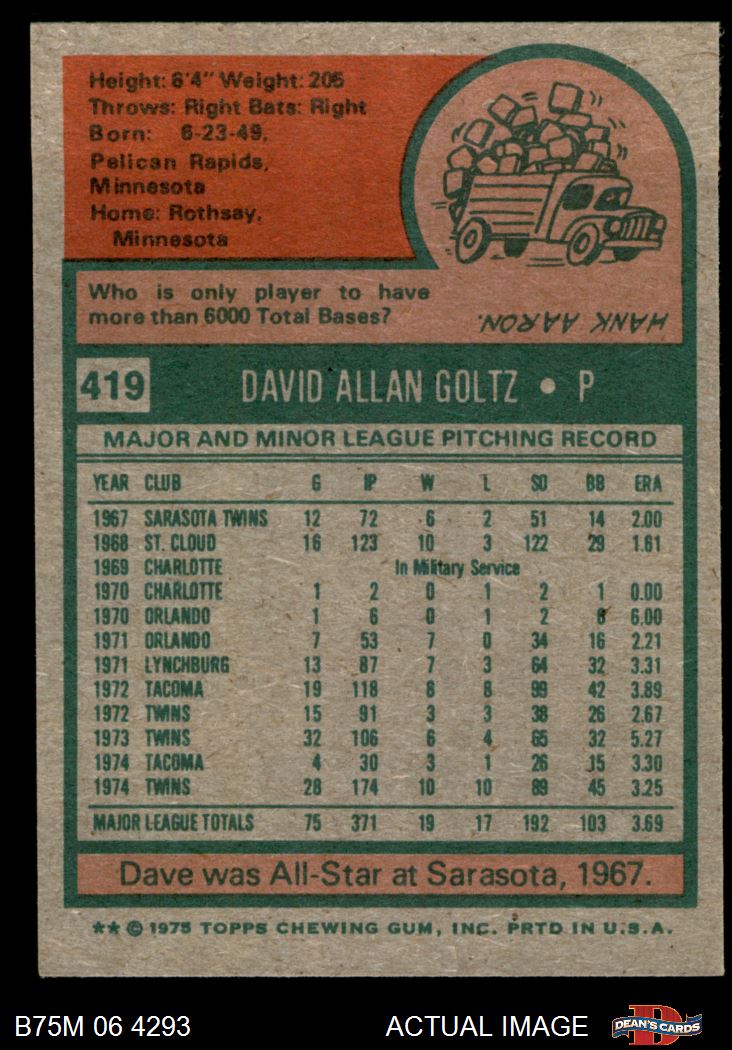 Height: 6'4" Weight: 205
Throws: Right Bats: Right
Born: 6-23-49,
Pelican Rapids,
Minnesota
Home: Rothsay,
Minnesota
Who is only player to have
more than 6000 Total Bases?
HANK AARON.
419 DAVID ALLAN GOLTZ • P
MAJOR AND MINOR LEAGUE PITCHING RECORD
YEAR CLUB G IP W L SO BB ERA
1967 SARASOTA TWINS 12 72 6 2 51 14 2.00
1968 ST. CLOUD 16 123 10 3 122 29 1.61
1969 CHARLOTTE In Military Service
1970 CHARLOTTE 1 2 0 1 2 1 0.00
1970 ORLANDO 1 6 0 1 2 6 6.00
1971 ORLANDO 7 53 7 0 34 16 2.21
1971 LYNCHBURG 13 87 7 3 64 32 3.31
1972 TACOMA 19 118 8 8 99 42 3.89
1972 TWINS 15 91 3 3 38 26 2.67
1973 TWINS 32 106 6 4 65 32 5.27
1974 TACOMA 4 30 3 1 26 15 3.30
1974 TWINS 28 174 10 10 89 45 3.25
MAJOR LEAGUE TOTALS 75 371 19 17 192 103 3.69
Dave was All-Star at Sarasota, 1967.
** © 1975 TOPPS CHEWING GUM, INC. PRTD IN U.S.A.
B75M 06 4293 ACTUAL IMAGE D DEAN'S CARDS